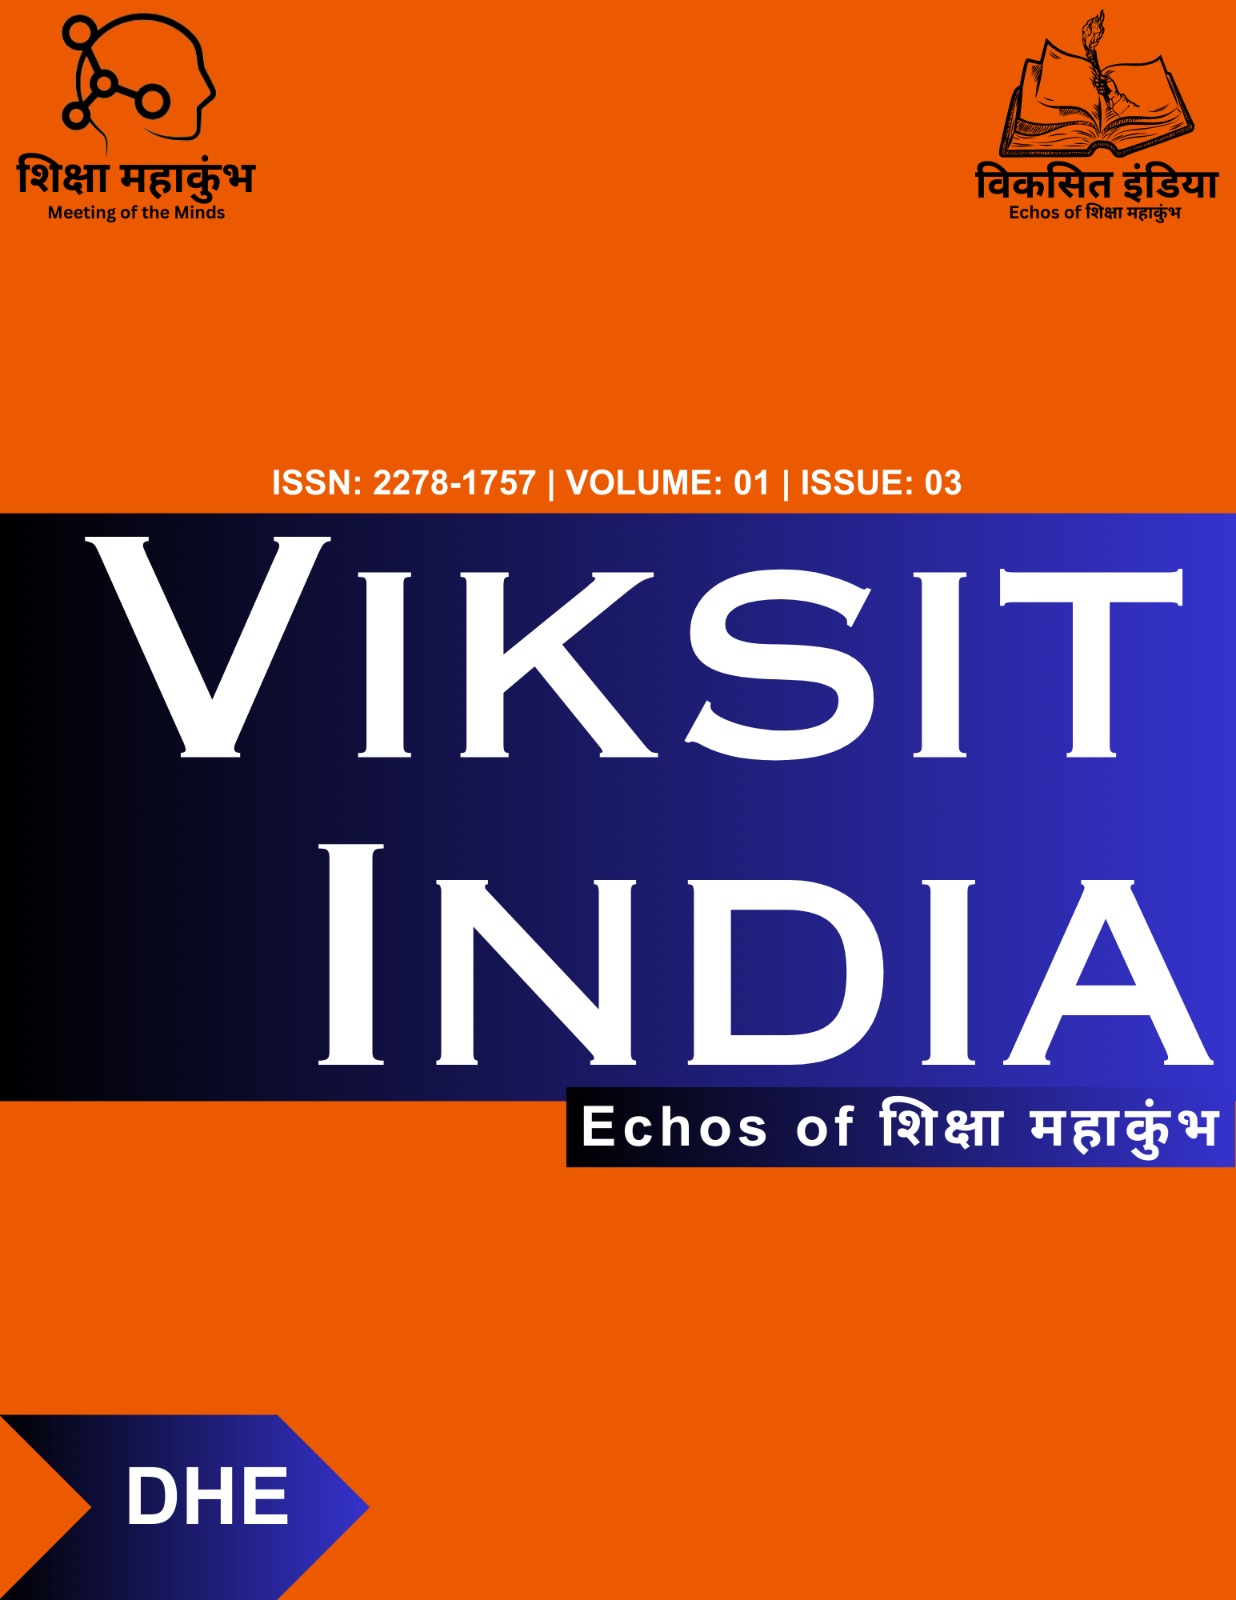 शिक्षा महाकुंभ
Meeting of the Minds
विकसित इंडिया
Echos of शिक्षा महाकुंभ
ISSN: 2278-1757 | VOLUME: 01 | ISSUE: 03
VIKSIT
INDIA
Echos of शिक्षा महाकुंभ
DHE